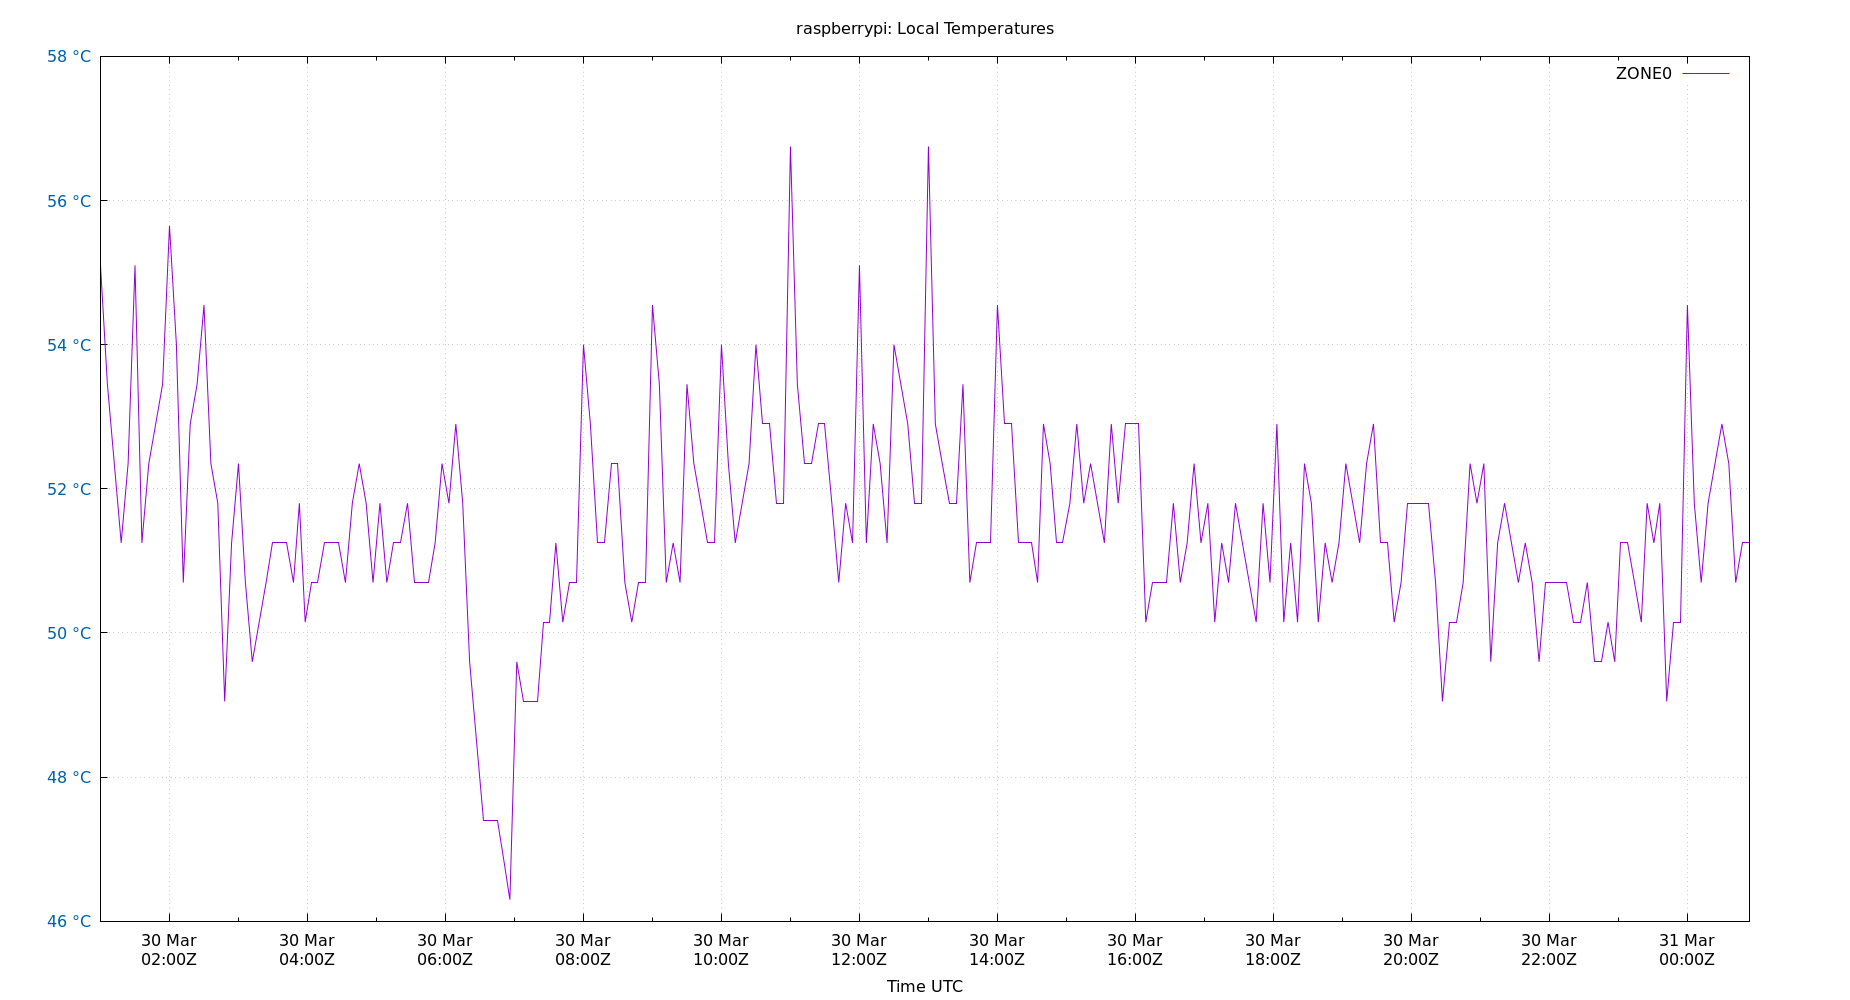 raspberrypi: Local Temperatures
58 °C
ZONE0
56 °C
54 °C
52 °C
50 °C
48 °C
46 °C
30 Mar 30 Mar 30 Mar 30 Mar 30 Mar 30 Mar 30 Mar 30 Mar 30 Mar 30 Mar 30 Mar 31 Mar
02:00Z 04:00Z 06:00Z 08:00Z 10:00Z 12:00Z 14:00Z 16:00Z 18:00Z 20:00Z 22:00Z 00:00Z
Time UTC